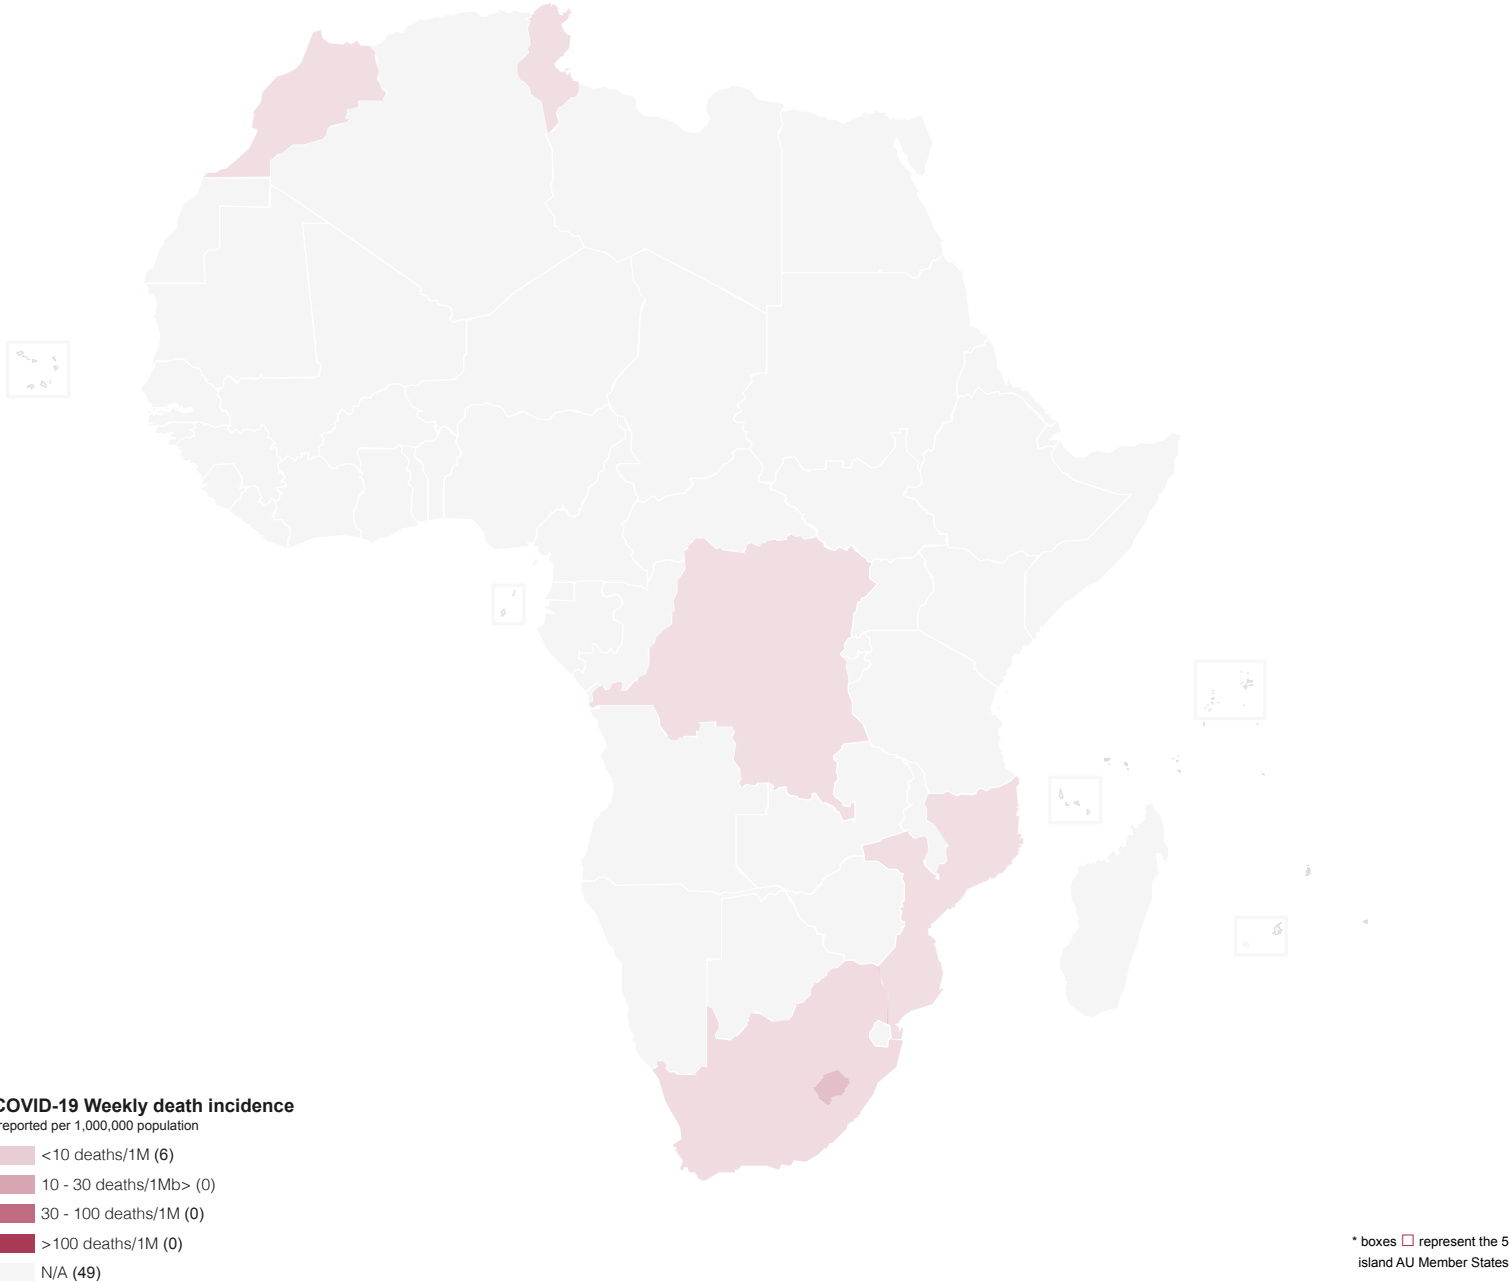 COVID-19 Weekly death incidence
reported per 1,000,000 population
<10 deaths/1M (6)
10 - 30 deaths/1Mb> (0)
30 - 100 deaths/1M (0)
>100 deaths/1M (0)
N/A (49)
* boxes □ represent the 5
island AU Member States